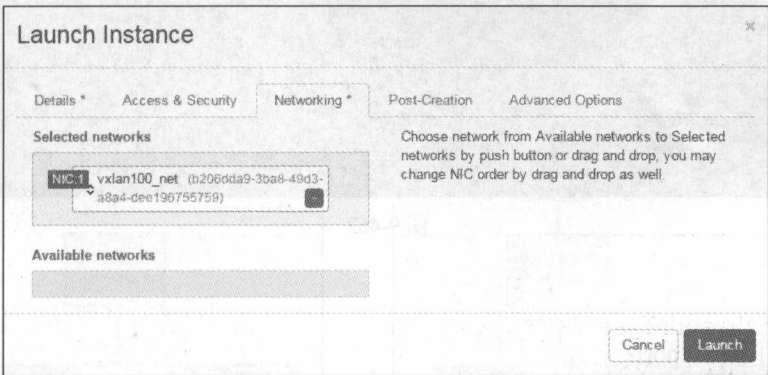 Launch Instance
×
Details * Access & Security Networking * Post-Creation Advanced Options
Selected networks
NIC:1 vxlan100_net (b206dda9-3ba8-49d3-
a8a4-dee196755759)
-
Choose network from Available networks to Selected
networks by push button or drag and drop, you may
change NIC order by drag and drop as well.
Available networks
Cancel Launch